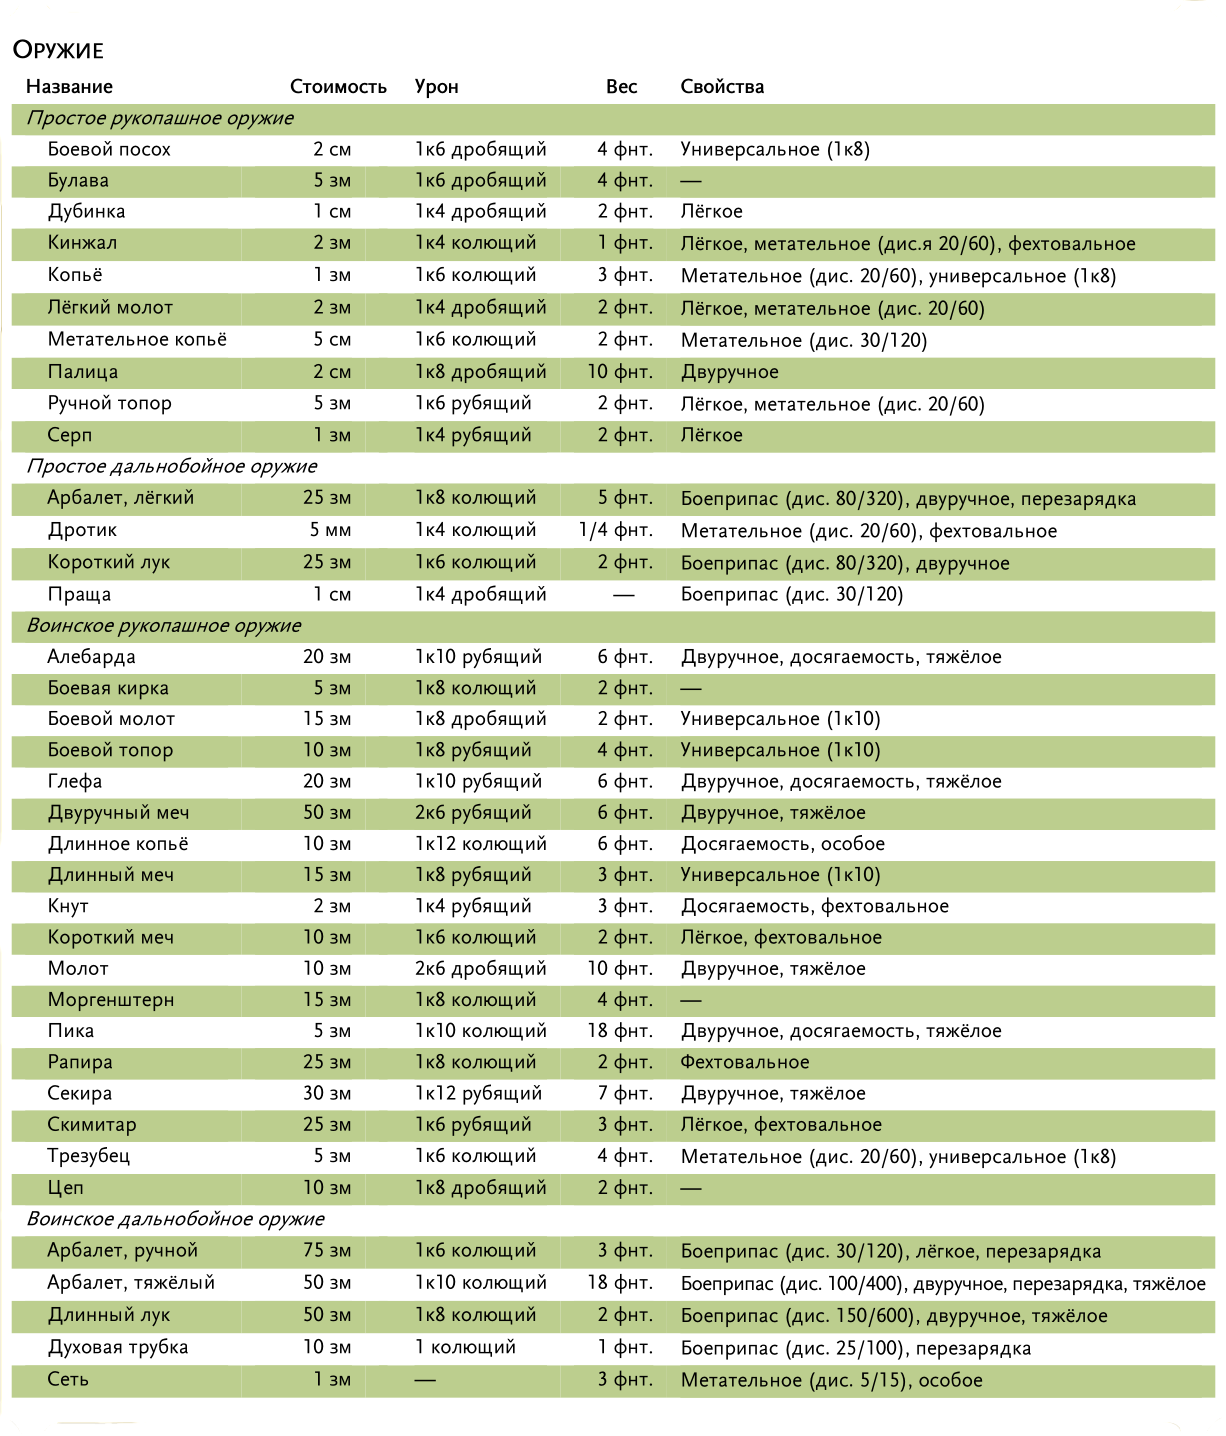 Оружие
Название Стоимость Урон Вес Свойства
Простое рукопашное оружие
Боевой посох 2 см 1к6 дробящий 4 фнт. Универсальное (1к8)
Булава 5 зм 1к6 дробящий 4 фнт. —
Дубинка 1 см 1к4 дробящий 2 фнт. Лёгкое
Кинжал 2 зм 1к4 колющий 1 фнт. Лёгкое, метательное (дис.я 20/60), фехтовальное
Копьё 1 зм 1к6 колющий 3 фнт. Метательное (дис. 20/60), универсальное (1к8)
Лёгкий молот 2 зм 1к4 дробящий 2 фнт. Лёгкое, метательное (дис. 20/60)
Метательное копьё 5 см 1к6 колющий 2 фнт. Метательное (дис. 30/120)
Палица 2 см 1к8 дробящий 10 фнт. Двуручное
Ручной топор 5 зм 1к6 рубящий 2 фнт. Лёгкое, метательное (дис. 20/60)
Серп 1 зм 1к4 рубящий 2 фнт. Лёгкое
Простое дальнобойное оружие
Арбалет, лёгкий 25 зм 1к8 колющий 5 фнт. Боеприпас (дис. 80/320), двуручное, перезарядка
Дротик 5 мм 1к4 колющий 1/4 фнт. Метательное (дис. 20/60), фехтовальное
Короткий лук 25 зм 1к6 колющий 2 фнт. Боеприпас (дис. 80/320), двуручное
Праща 1 см 1к4 дробящий — Боеприпас (дис. 30/120)
Воинское рукопашное оружие
Алебарда 20 зм 1к10 рубящий 6 фнт. Двуручное, досягаемость, тяжёлое
Боевая кирка 5 зм 1к8 колющий 2 фнт. —
Боевой молот 15 зм 1к8 дробящий 2 фнт. Универсальное (1к10)
Боевой топор 10 зм 1к8 рубящий 4 фнт. Универсальное (1к10)
Глефа 20 зм 1к10 рубящий 6 фнт. Двуручное, досягаемость, тяжёлое
Двуручный меч 50 зм 2к6 рубящий 6 фнт. Двуручное, тяжёлое
Длинное копьё 10 зм 1к12 колющий 6 фнт. Досягаемость, особое
Длинный меч 15 зм 1к8 рубящий 3 фнт. Универсальное (1к10)
Кнут 2 зм 1к4 рубящий 3 фнт. Досягаемость, фехтовальное
Короткий меч 10 зм 1к6 колющий 2 фнт. Лёгкое, фехтовальное
Молот 10 зм 2к6 дробящий 10 фнт. Двуручное, тяжёлое
Моргенштерн 15 зм 1к8 колющий 4 фнт. —
Пика 5 зм 1к10 колющий 18 фнт. Двуручное, досягаемость, тяжёлое
Рапира 25 зм 1к8 колющий 2 фнт. Фехтовальное
Секира 30 зм 1к12 рубящий 7 фнт. Двуручное, тяжёлое
Скимитар 25 зм 1к6 рубящий 3 фнт. Лёгкое, фехтовальное
Трезубец 5 зм 1к6 колющий 4 фнт. Метательное (дис. 20/60), универсальное (1к8)
Цеп 10 зм 1к8 дробящий 2 фнт. —
Воинское дальнобойное оружие
Арбалет, ручной 75 зм 1к6 колющий 3 фнт. Боеприпас (дис. 30/120), лёгкое, перезарядка
Арбалет, тяжёлый 50 зм 1к10 колющий 18 фнт. Боеприпас (дис. 100/400), двуручное, перезарядка, тяжёлое
Длинный лук 50 зм 1к8 колющий 2 фнт. Боеприпас (дис. 150/600), двуручное, тяжёлое
Духовая трубка 10 зм 1 колющий 1 фнт. Боеприпас (дис. 25/100), перезарядка
Сеть 1 зм — 3 фнт. Метательное (дис. 5/15), особое